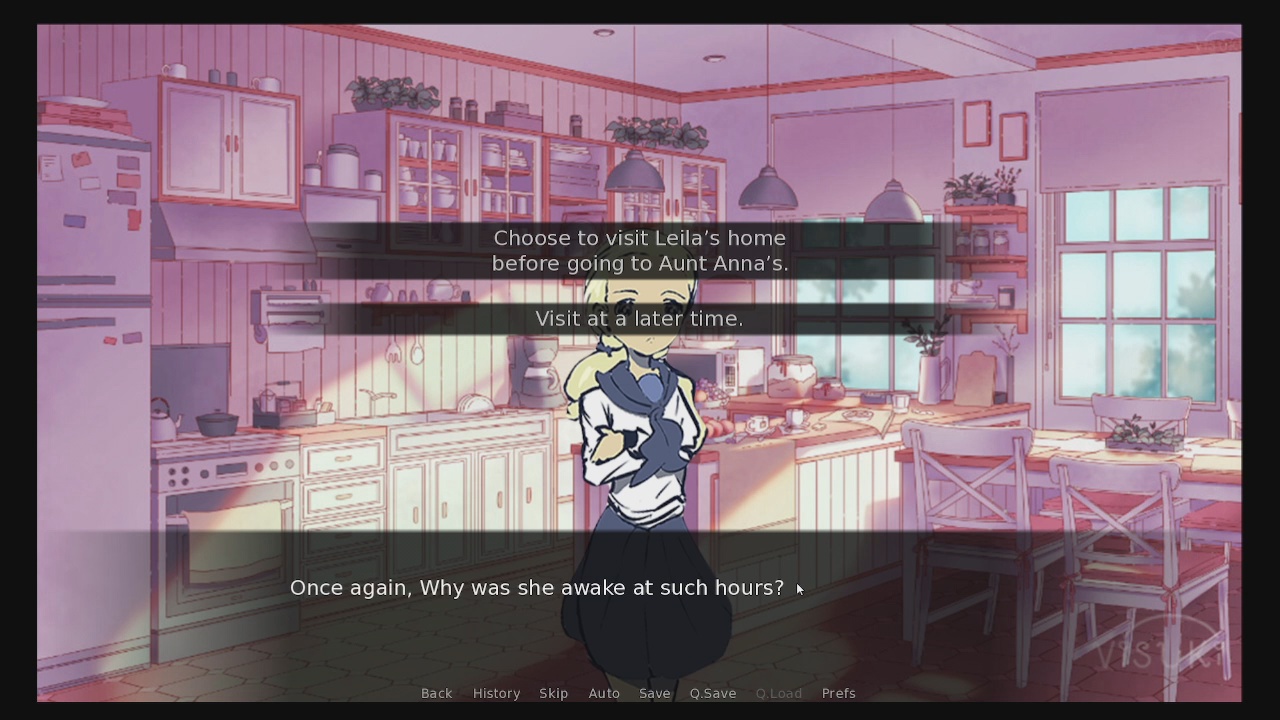 Choose to visit Leila’s home
before going to Aunt Anna’s.
Visit at a later time.
Once again, Why was she awake at such hours?
VISUKI
Back History Skip Auto Save Q.Save Q.Load Prefs